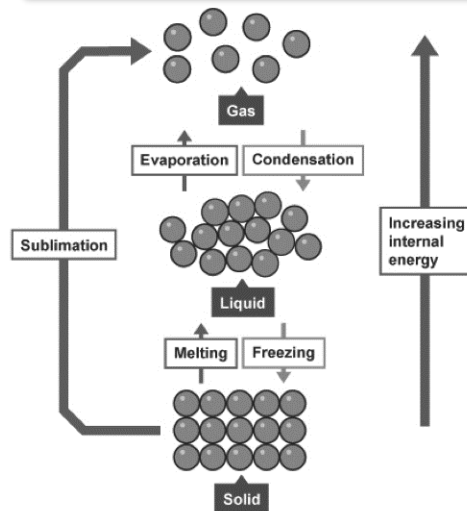 Gas
Evaporation
Condensation
Sublimation
Increasing
internal
energy
Liquid
Melting
Freezing
Solid